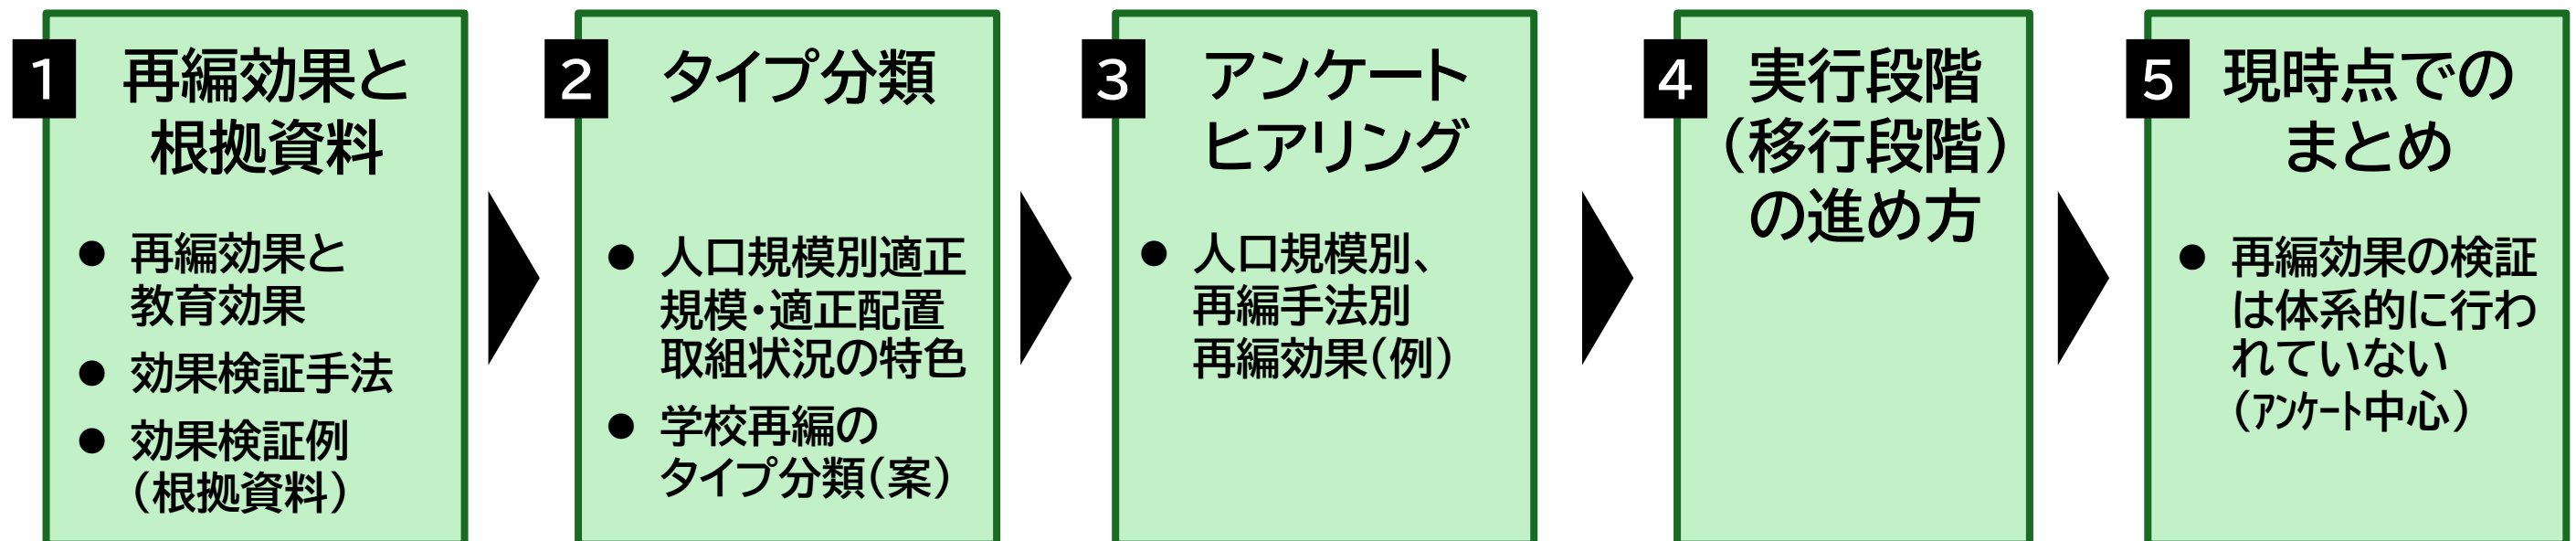 1
再編効果と
根拠資料
● 再編効果と
教育効果
● 効果検証手法
● 効果検証例
（根拠資料）
2
タイプ分類
● 人口規模別適正
規模・適正配置
取組状況の特色
● 学校再編の
タイプ分類（案）
3
アンケート
ヒアリング
● 人口規模別、
再編手法別
再編効果（例）
4
実行段階
（移行段階）
の進め方
5
現時点での
まとめ
● 再編効果の検証
は体系的に行わ
れていない
（ｱﾝｹｰﾄ中心）